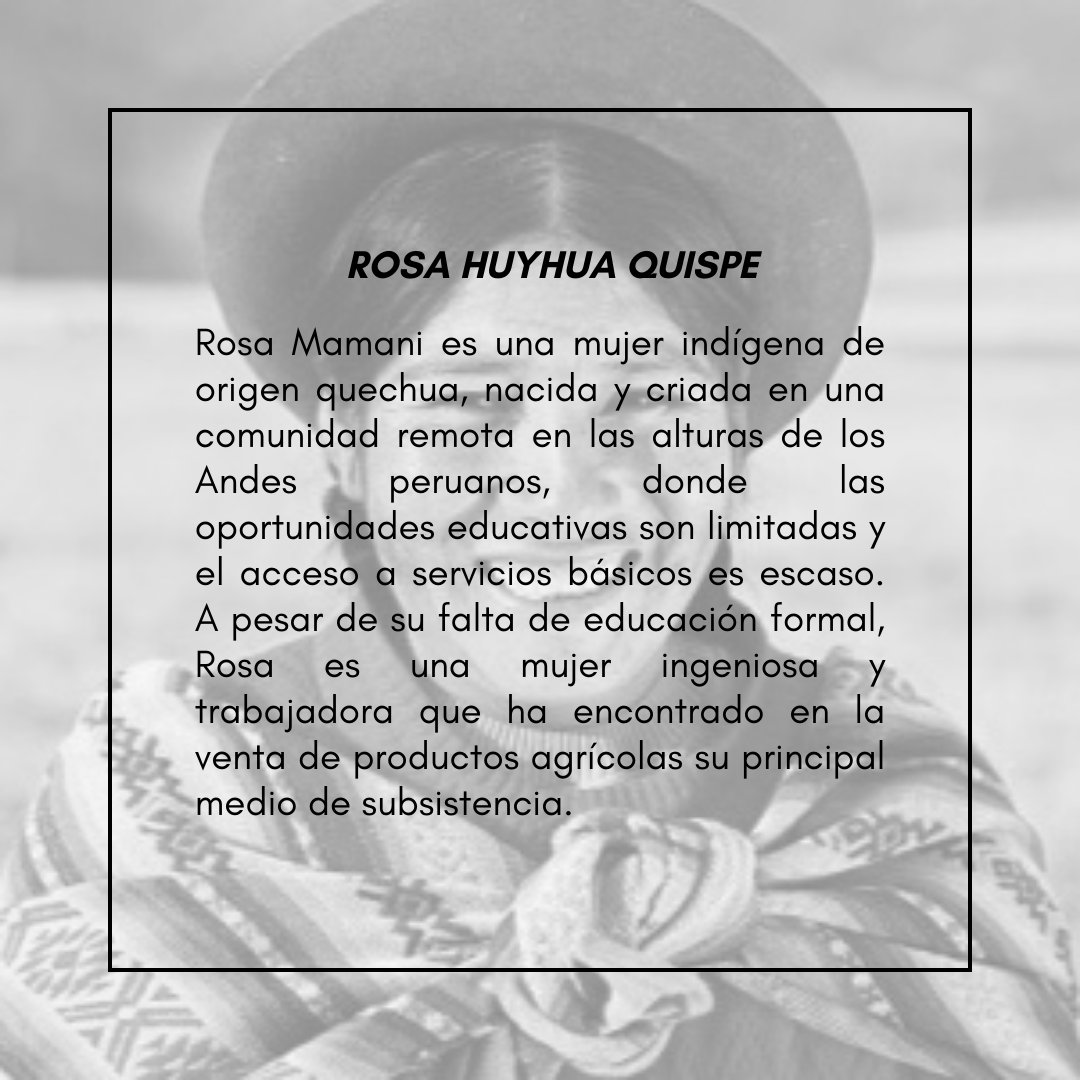 ROSA HUYHUA QUISPE
Rosa Mamani es una mujer indígena de
origen quechua, nacida y criada en una
comunidad remota en las alturas de los
Andes peruanos, donde las
oportunidades educativas son limitadas y
el acceso a servicios básicos es escaso.
A pesar de su falta de educación formal,
Rosa es una mujer ingeniosa y
trabajadora que ha encontrado en la
venta de productos agrícolas su principal
medio de subsistencia.